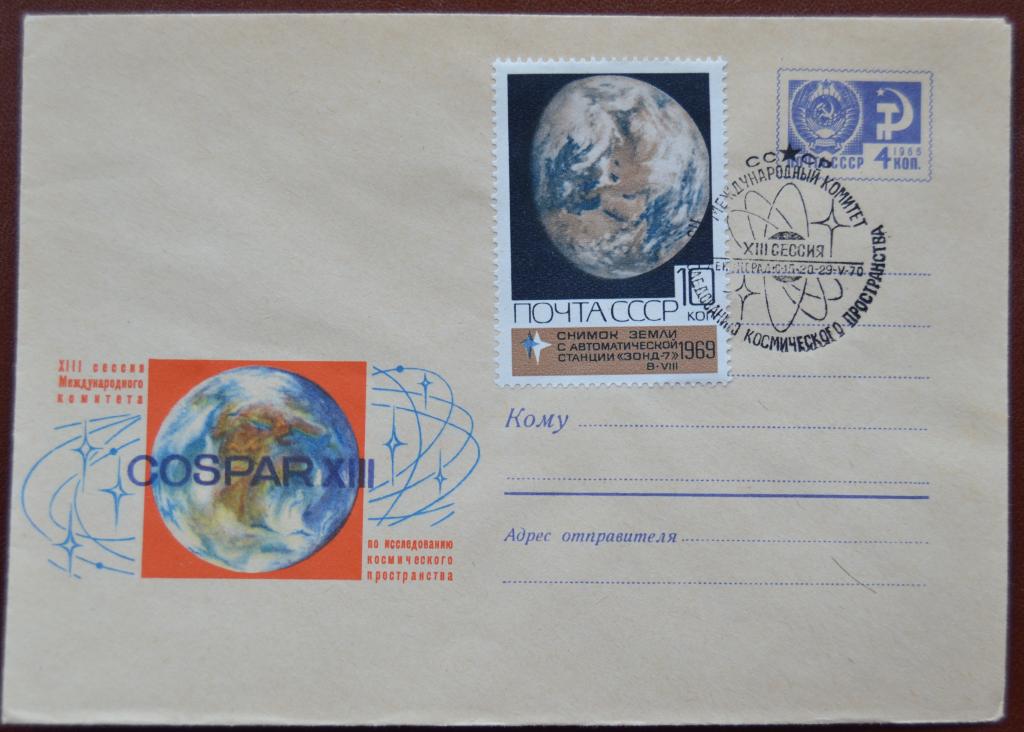 ПОЧТА СССР 10
КОП
СНИМОК ЗЕМЛИ
С АВТОМАТИЧЕСКОЙ
СТАНЦИИ «ЗОНД-7» 1969
8·VIII
1966
ПОЧТА СССР 4 КОП.
СССР
МЕЖДУНАРОДНЫЙ КОМИТЕТ
XIII СЕССИЯ
20-29-V-70
КОСМИЧЕСКОГО ПРОСТРАНСТВА
XIII сессия
Международного
комитета
COSPAR XIII
по исследованию
космического
пространства
Кому
Адрес отправителя